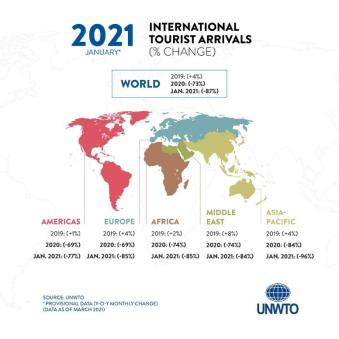 2021
JANUARY*
INTERNATIONAL
TOURIST ARRIVALS
(% CHANGE)
WORLD
2019: (+4%)
2020: (-73%)
JAN. 2021: (-87%)
AMERICAS
2019: (+1%)
2020: (-69%)
JAN. 2021: (-77%)
EUROPE
2019: (+4%)
2020: (-69%)
JAN. 2021: (-85%)
AFRICA
2019: (+2%)
2020: (-74%)
JAN. 2021: (-85%)
MIDDLE
EAST
2019: (+8%)
2020: (-74%)
JAN. 2021: (-84%)
ASIA-
PACIFIC
2019: (+4%)
2020: (-84%)
JAN. 2021: (-96%)
SOURCE: UNWTO
* PROVISIONAL DATA (Y-O-Y MONTHLY CHANGE)
(DATA AS OF MARCH 2021)
UNWTO